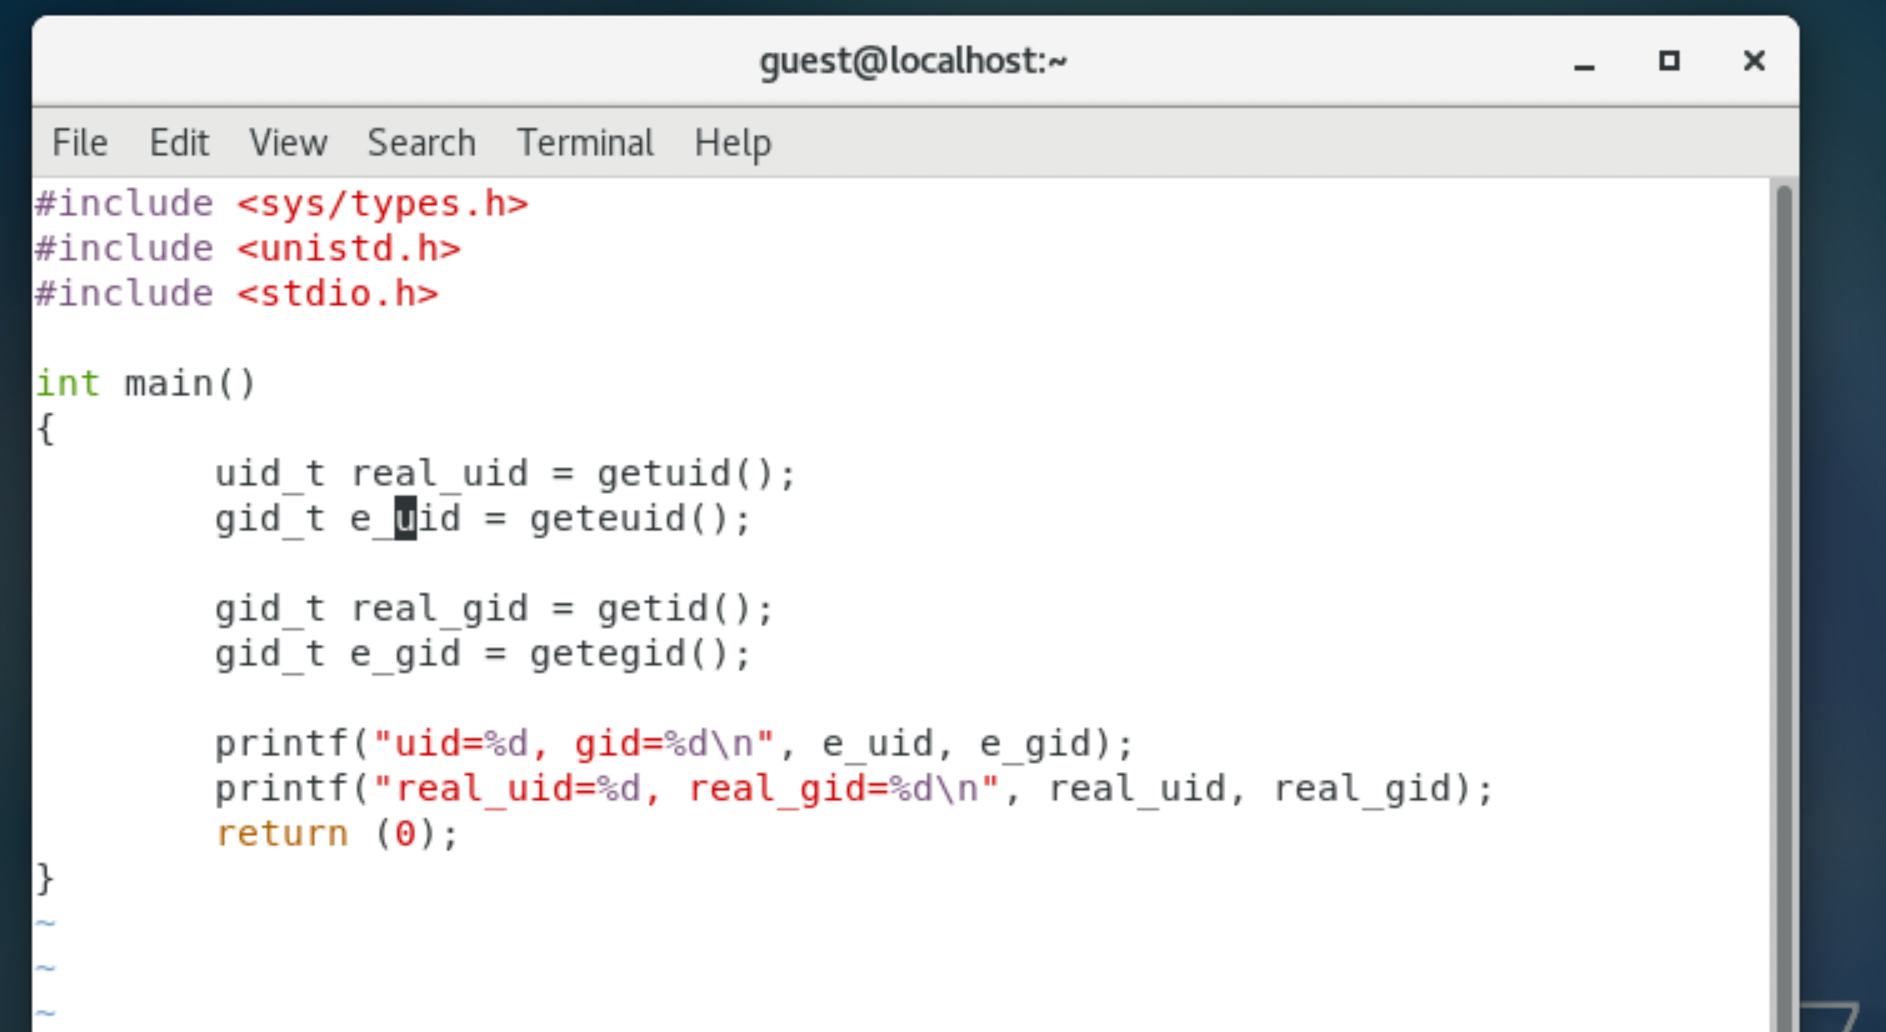 guest@localhost:~
File Edit View Search Terminal Help
#include <sys/types.h>
#include <unistd.h>
#include <stdio.h>
int main()
{
        uid_t real_uid = getuid();
        gid_t e_uid = geteuid();
        gid_t real_gid = getid();
        gid_t e_gid = getegid();
        printf("uid=%d, gid=%d\n", e_uid, e_gid);
        printf("real_uid=%d, real_gid=%d\n", real_uid, real_gid);
        return (0);
}
~
~
~
7